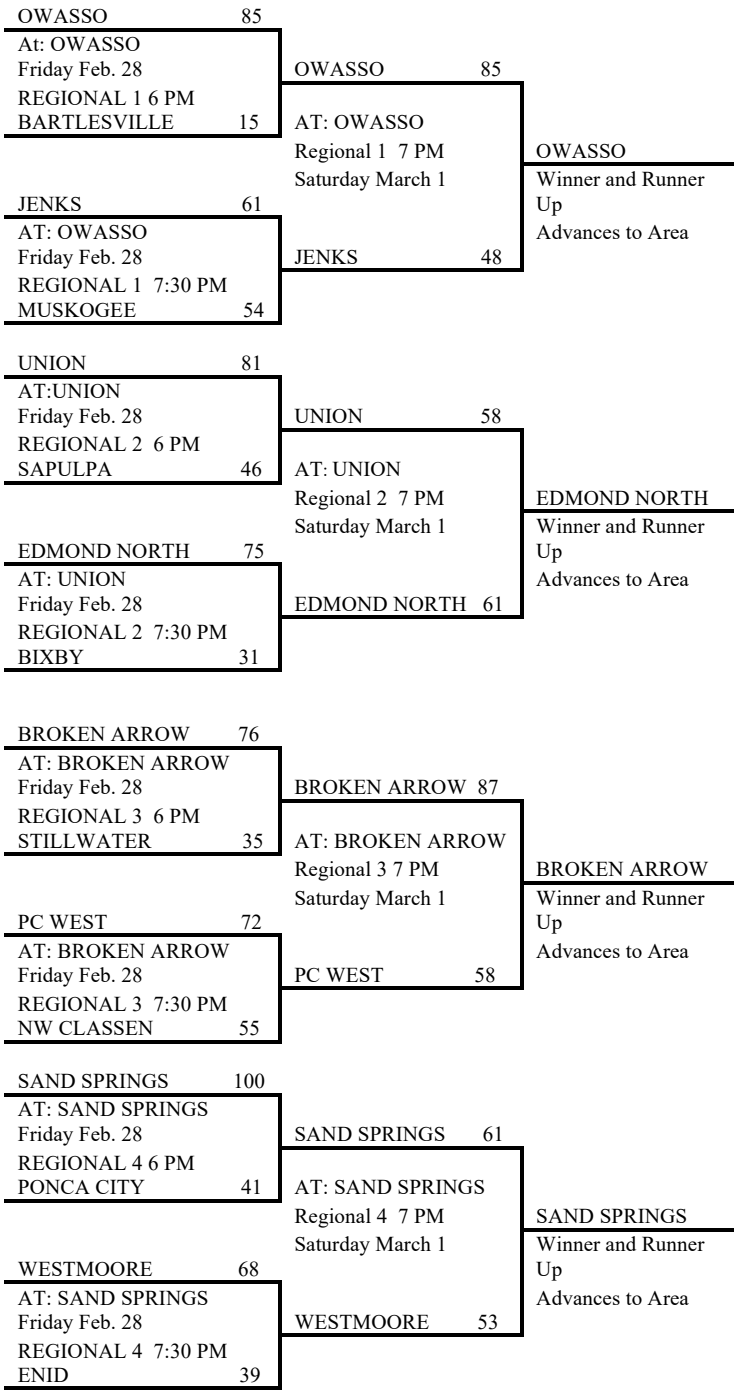 OWASSO 85
At: OWASSO
Friday Feb. 28
REGIONAL 1 6 PM
BARTLESVILLE 15
JENKS 61
AT: OWASSO
Friday Feb. 28
REGIONAL 1 7:30 PM
MUSKOGEE 54
OWASSO 85
AT: OWASSO
Regional 1 7 PM
Saturday March 1
JENKS 48
OWASSO
Winner and Runner
Up
Advances to Area
UNION 81
AT:UNION
Friday Feb. 28
REGIONAL 2 6 PM
SAPULPA 46
EDMOND NORTH 75
AT: UNION
Friday Feb. 28
REGIONAL 2 7:30 PM
BIXBY 31
UNION 58
AT: UNION
Regional 2 7 PM
Saturday March 1
EDMOND NORTH 61
EDMOND NORTH
Winner and Runner
Up
Advances to Area
BROKEN ARROW 76
AT: BROKEN ARROW
Friday Feb. 28
REGIONAL 3 6 PM
STILLWATER 35
PC WEST 72
AT: BROKEN ARROW
Friday Feb. 28
REGIONAL 3 7:30 PM
NW CLASSEN 55
BROKEN ARROW 87
AT: BROKEN ARROW
Regional 3 7 PM
Saturday March 1
PC WEST 58
BROKEN ARROW
Winner and Runner
Up
Advances to Area
SAND SPRINGS 100
AT: SAND SPRINGS
Friday Feb. 28
REGIONAL 4 6 PM
PONCA CITY 41
WESTMOORE 68
AT: SAND SPRINGS
Friday Feb. 28
REGIONAL 4 7:30 PM
ENID 39
SAND SPRINGS 61
AT: SAND SPRINGS
Regional 4 7 PM
Saturday March 1
WESTMOORE 53
SAND SPRINGS
Winner and Runner
Up
Advances to Area